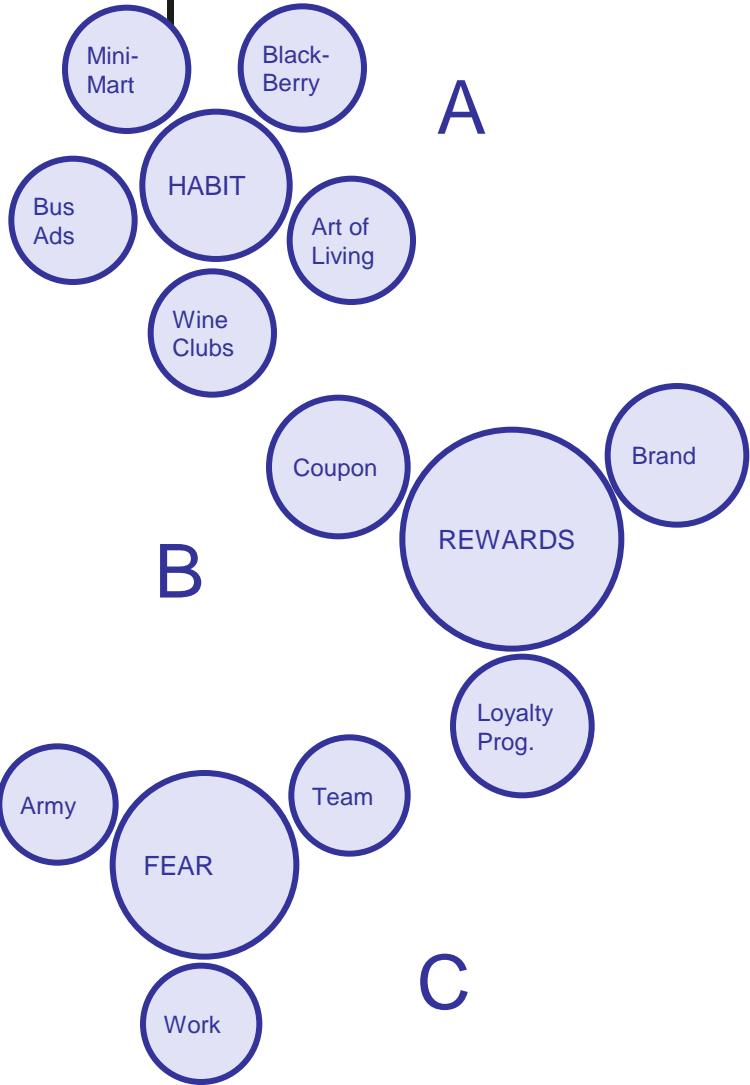 Mini-
Mart
Black-
Berry
A
HABIT
Bus
Ads
Art of
Living
Wine
Clubs
Coupon
Brand
REWARDS
B
Loyalty
Prog.
Army
Team
FEAR
C
Work